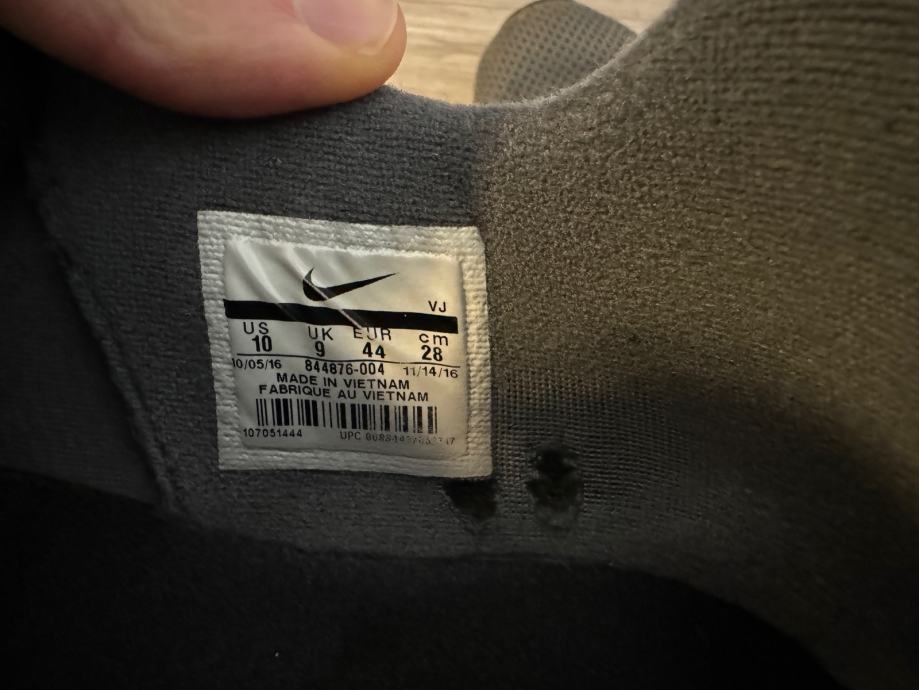 VJ
US UK EUR cm
10 9 44 28
10/05/16 844876-004 11/14/16
MADE IN VIETNAM
FABRIQUE AU VIETNAM
107051444 UPC